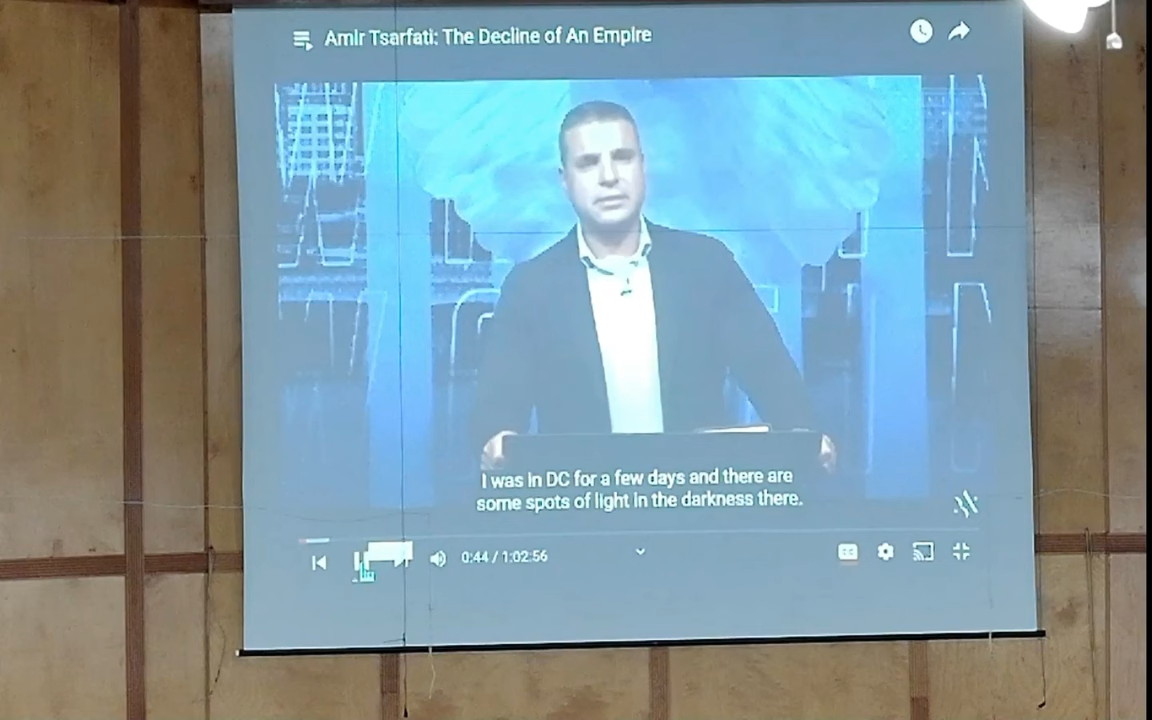 Amir Tsarfati: The Decline of An Empire
I was in DC for a few days and there are
some spots of light in the darkness there.
0:44 / 1:02:56
CC